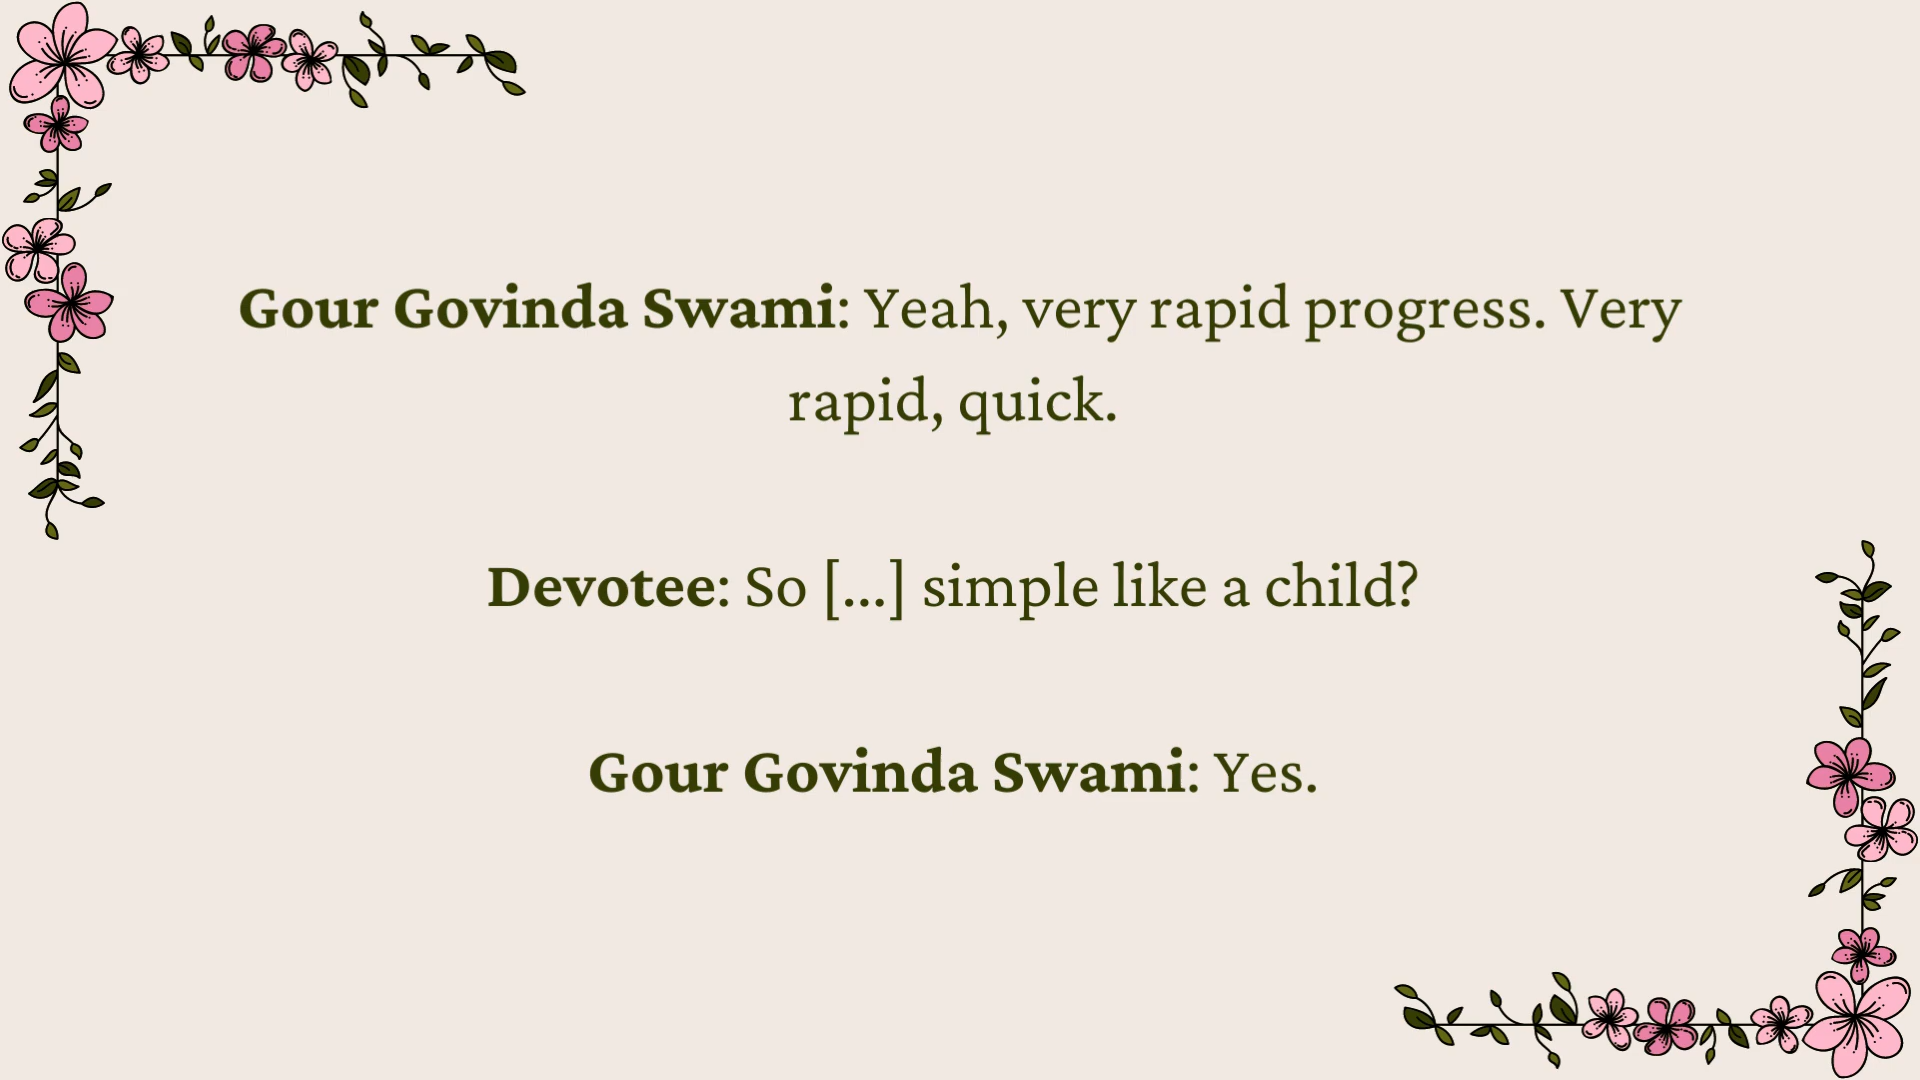 Gour Govinda Swami: Yeah, very rapid progress. Very
rapid, quick.
Devotee: So [...] simple like a child?
Gour Govinda Swami: Yes.